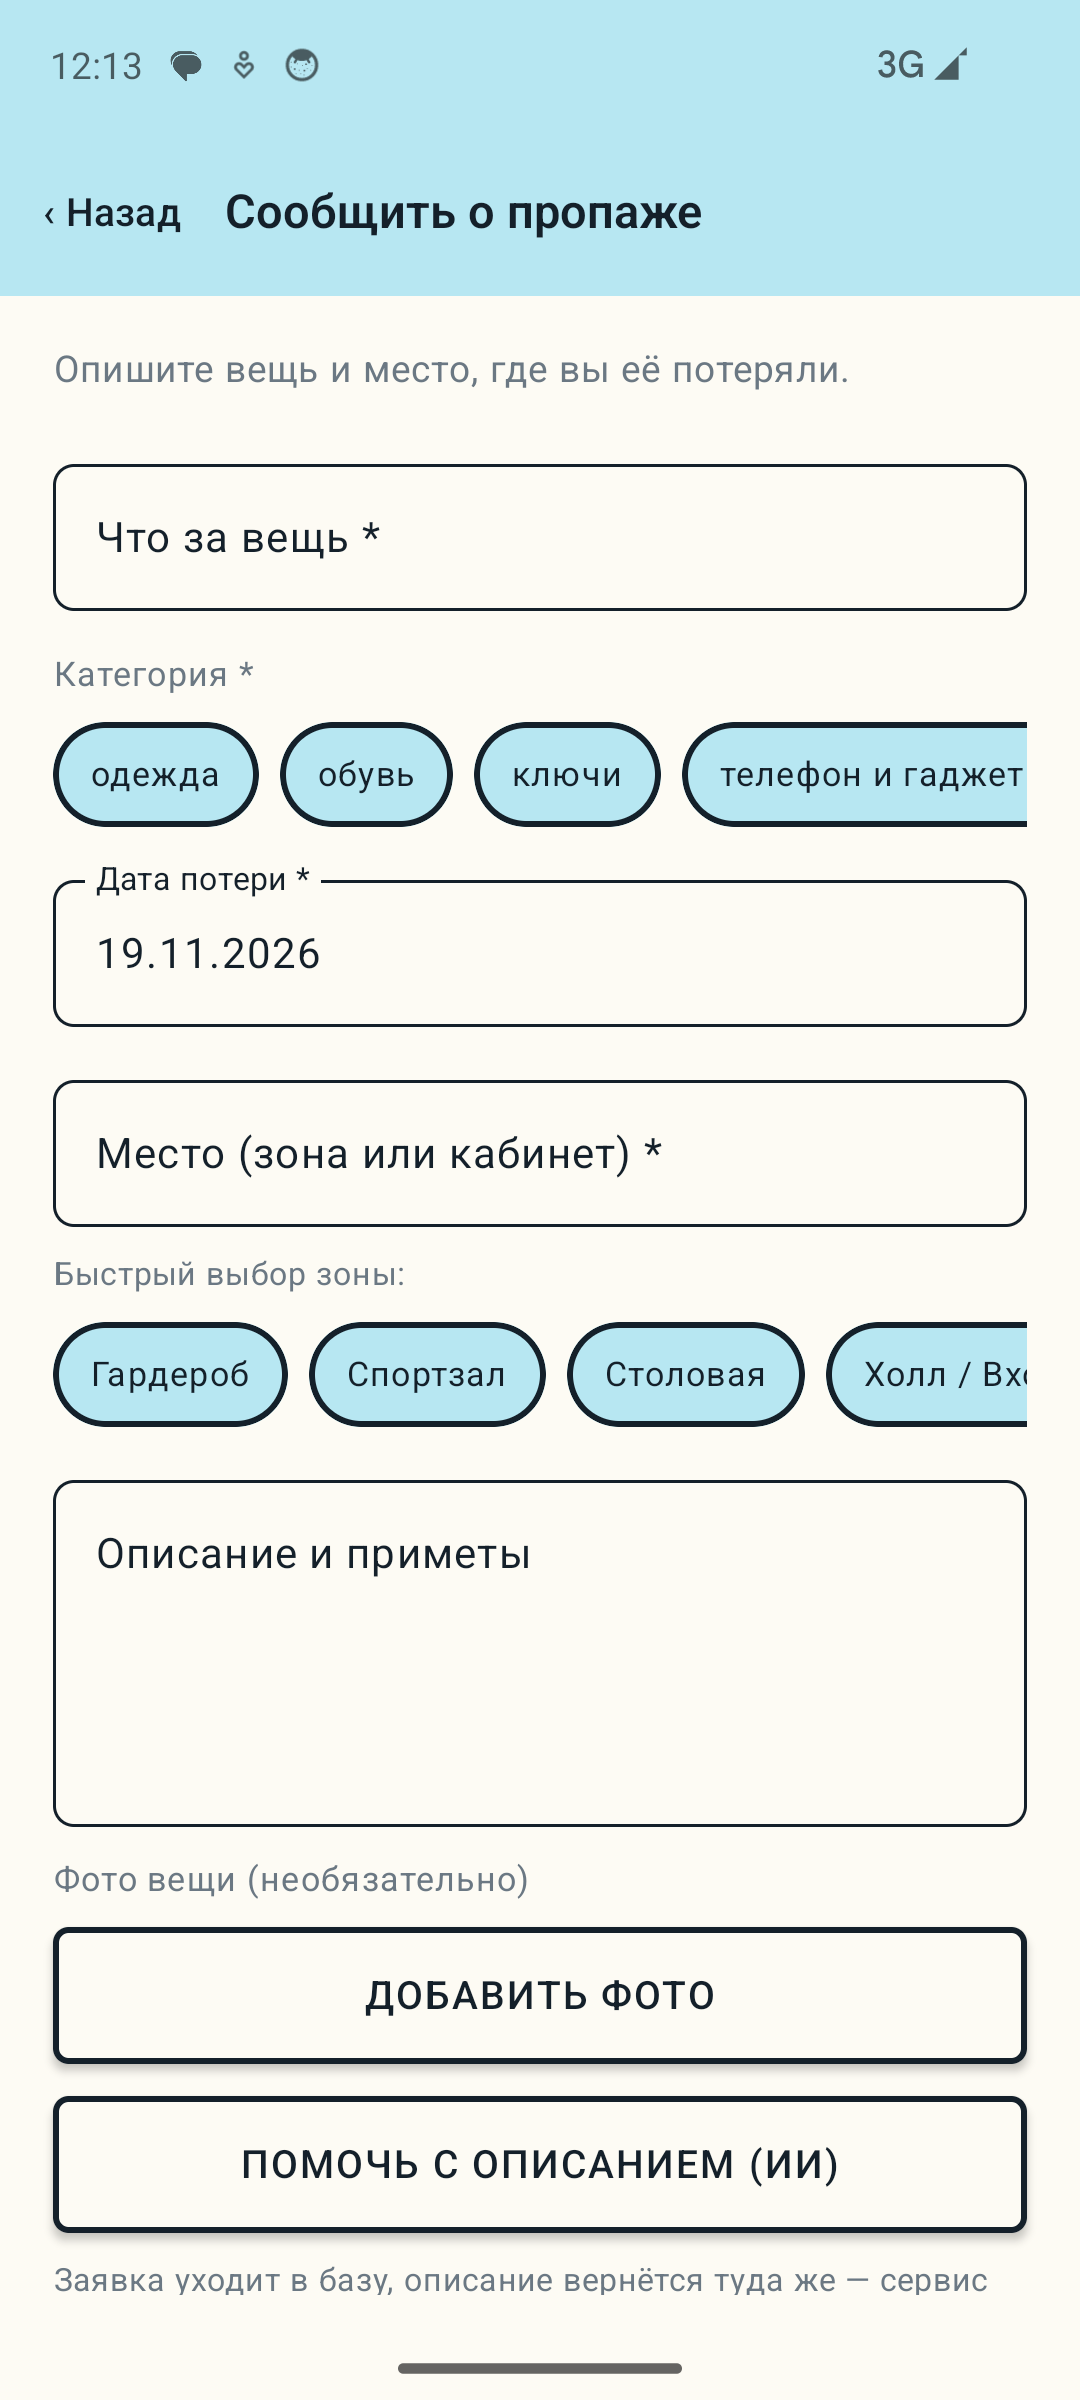 12:13
3G
‹ Назад
Сообщить о пропаже
Опишите вещь и место, где вы её потеряли.
Что за вещь *
Категория *
одежда
обувь
ключи
телефон и гаджет
Дата потери *
19.11.2026
Место (зона или кабинет) *
Быстрый выбор зоны:
Гардероб
Спортзал
Столовая
Холл /
Описание и приметы
Фото вещи (необязательно)
ДОБАВИТЬ ФОТО
ПОМОЧЬ С ОПИСАНИЕМ (ИИ)
Заявка уходит в базу, описание вернётся туда же — сервис